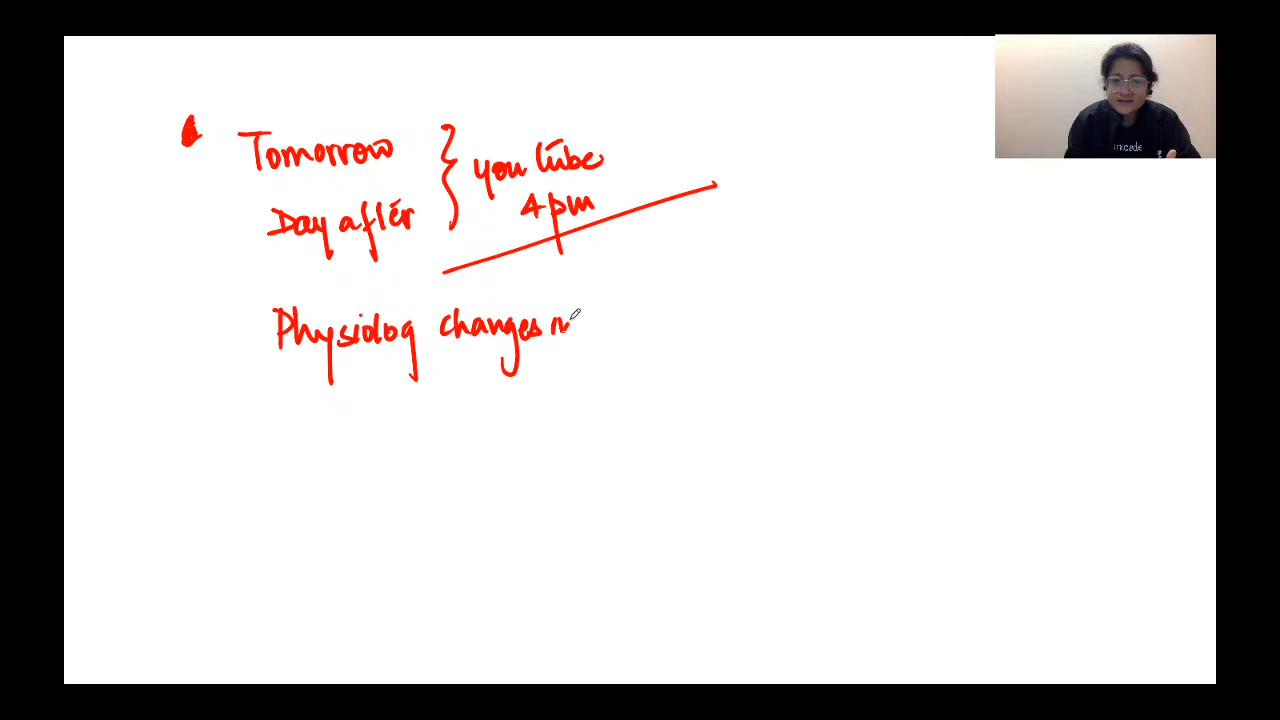 Tomorrow
Day after
You tube
4pm
Physiolog changes